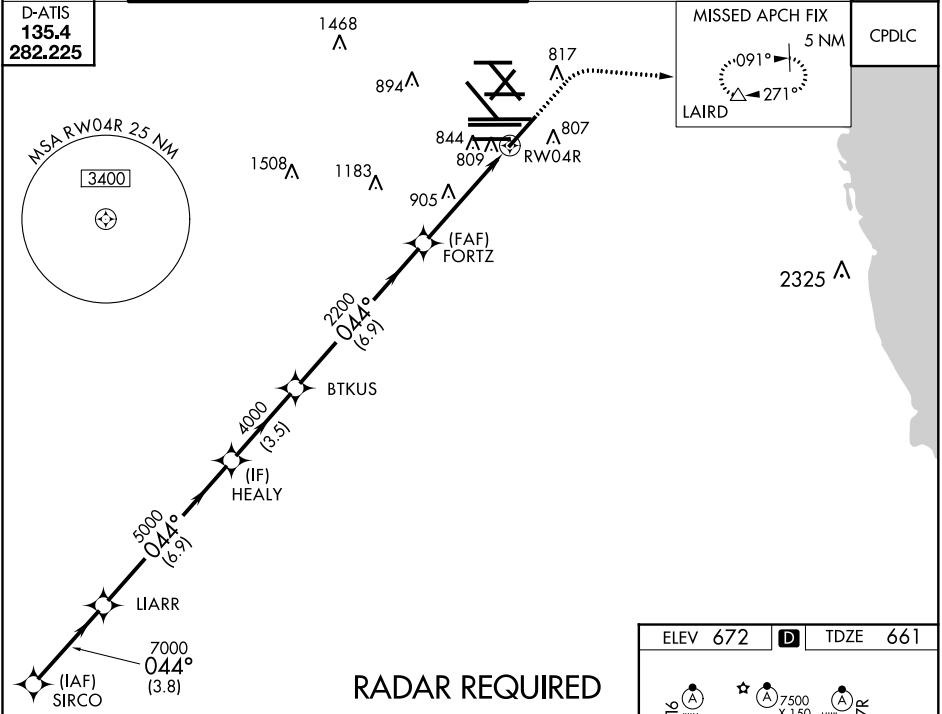 D-ATIS
135.4
282.225
1468
894
817
MISSED APCH FIX
5 NM
091°
271°
LAIRD
CPDLC
MSA RW04R 25 NM
3400
1508
1183
844
809
807
RW04R
905
(FAF)
FORTZ
2325
2200
044°
(6.9)
BTKUS
4000
(3.5)
(IF)
HEALY
5000
044°
(6.9)
LIARR
7000
044°
(3.8)
(IAF)
SIRCO
RADAR REQUIRED
ELEV 672
D
TDZE 661
A
A
7500
X 150
A